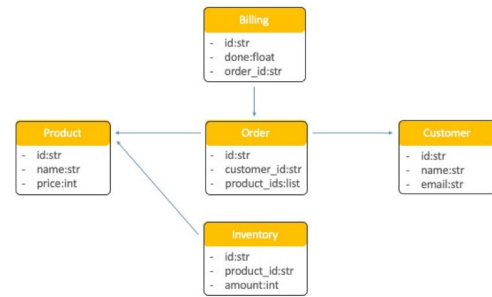 Billing
- id:str
- done:float
- order_id:str
Product
- id:str
- name:str
- price:int
Order
- id:str
- customer_id:str
- product_ids:list
Customer
- id:str
- name:str
- email:str
Inventory
- id:str
- product_id:str
- amount:int